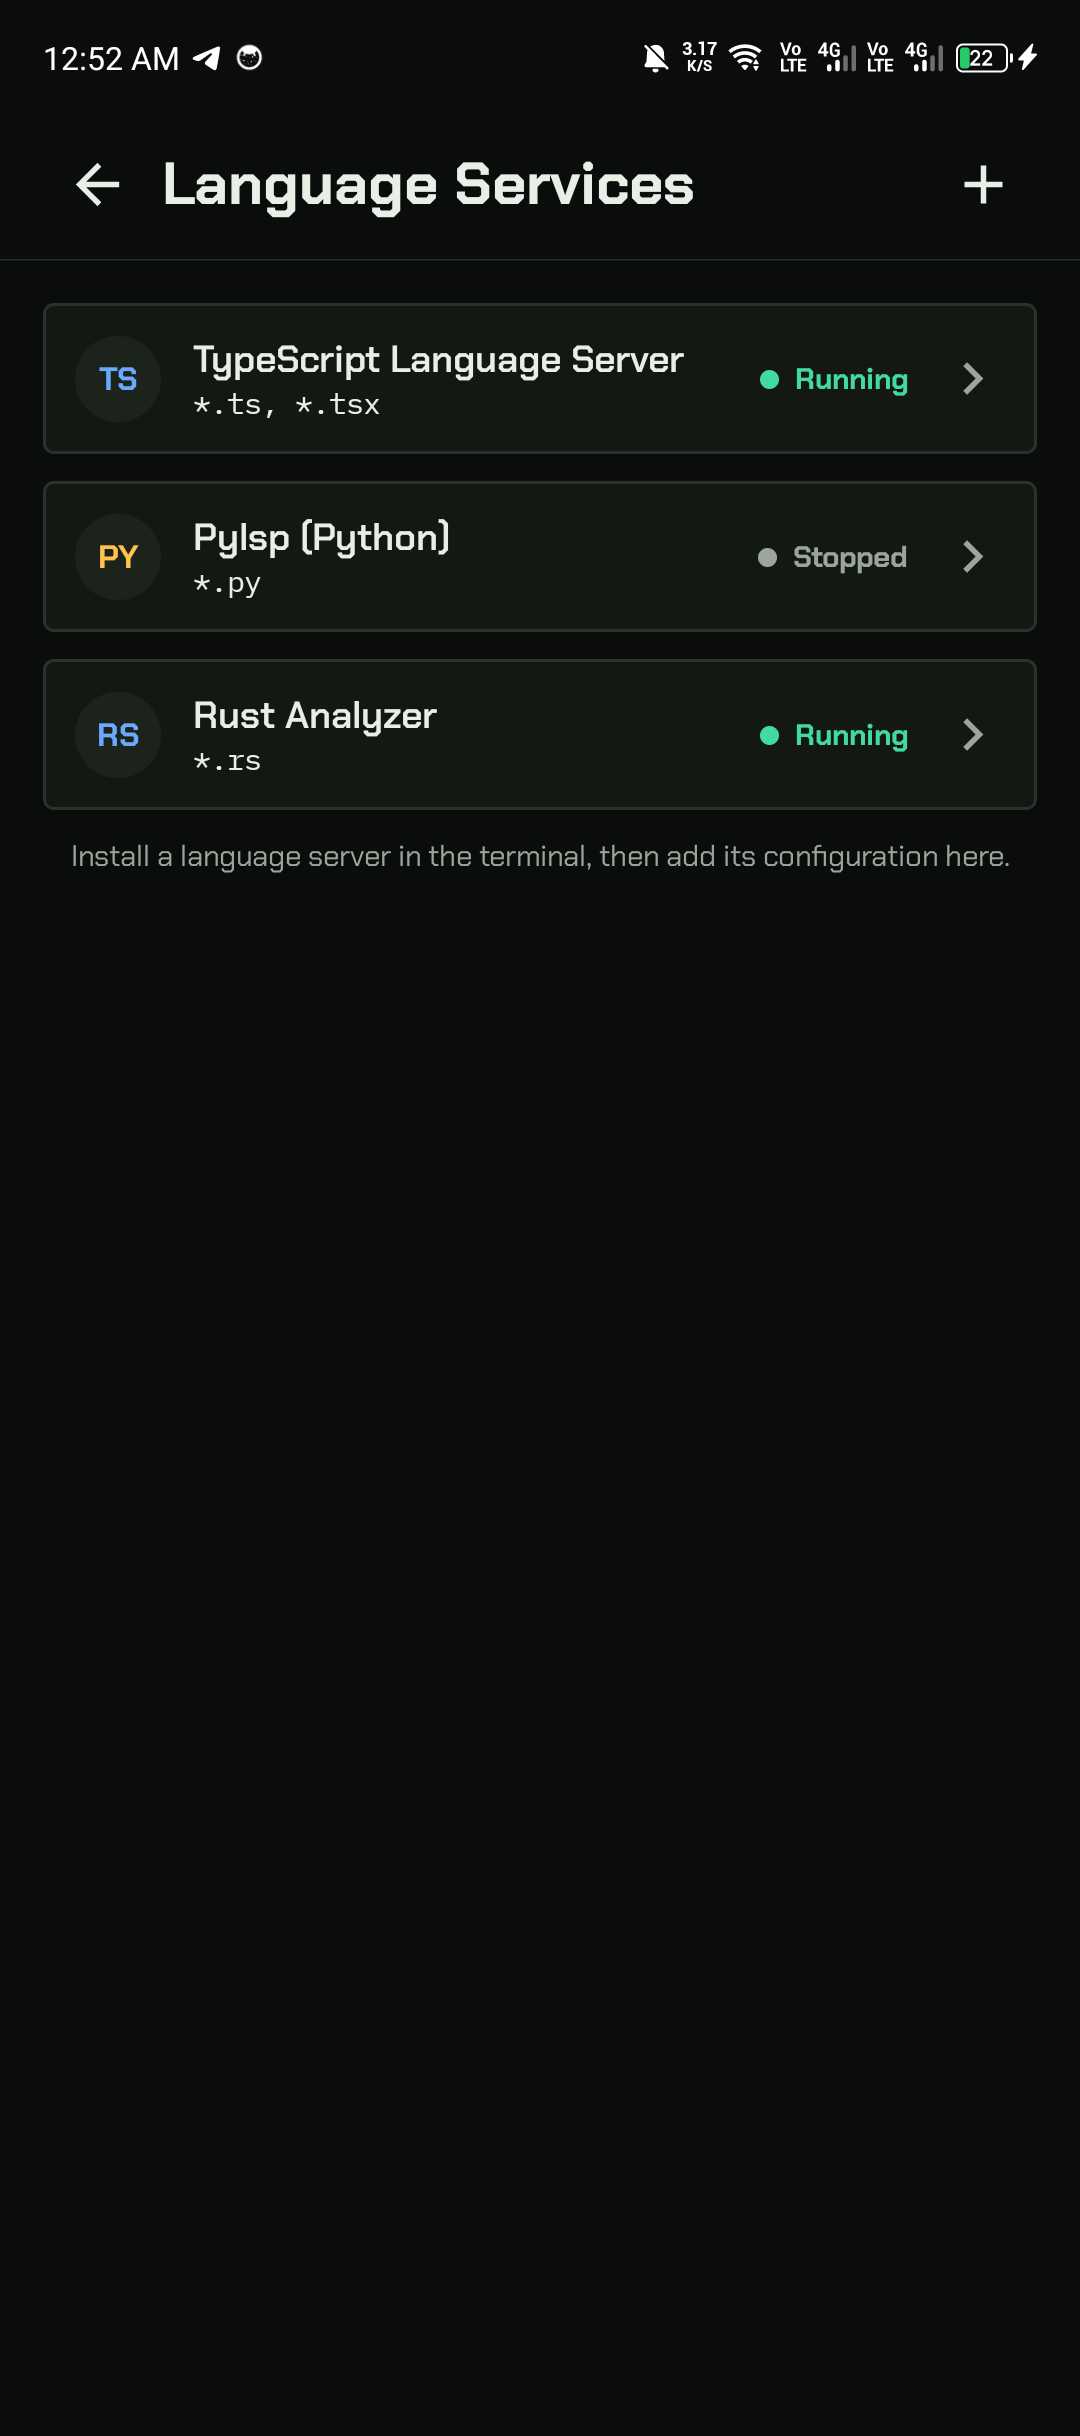 12:52 AM 3.17 K/S Vo LTE 4G Vo LTE 4G 22
Language Services
TS TypeScript Language Server Running
*.ts, *.tsx
PY Pylsp (Python) Stopped
*.py
RS Rust Analyzer Running
*.rs
Install a language server in the terminal, then add its configuration here.